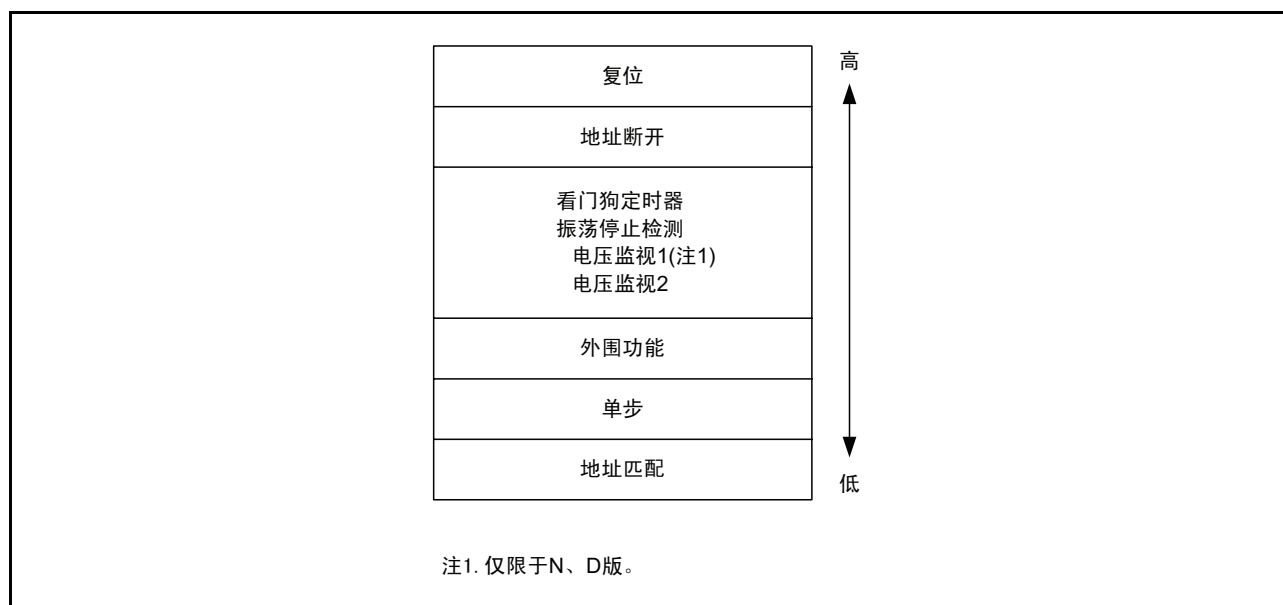 复位
高
地址断开
看门狗定时器
振荡停止检测
电压监视1(注1)
电压监视2
外围功能
单步
地址匹配
低
注1. 仅限于N、D版。